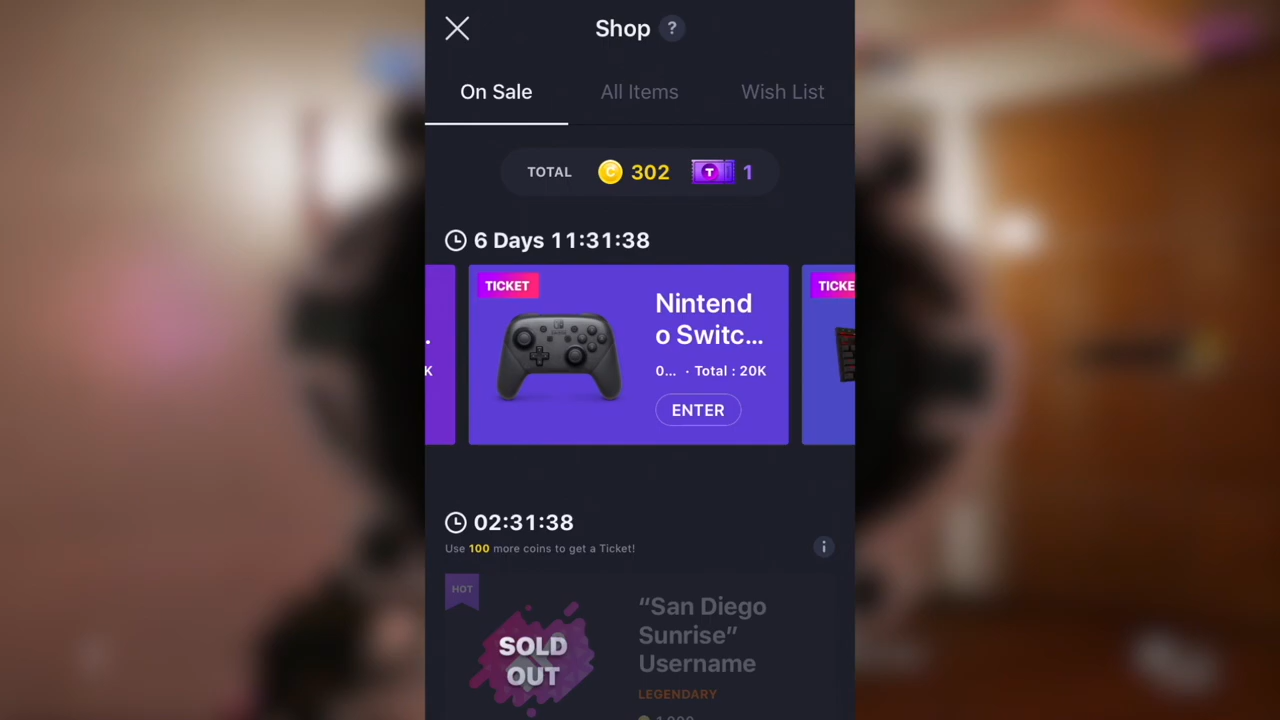 Shop ?
On Sale
All Items
Wish List
TOTAL C 302 T 1
6 Days 11:31:38
K
TICKET
Nintend
o Switc...
0... · Total : 20K
ENTER
TICKE
02:31:38
Use 100 more coins to get a Ticket!
i
HOT
SOLD
OUT
“San Diego
Sunrise”
Username
LEGENDARY